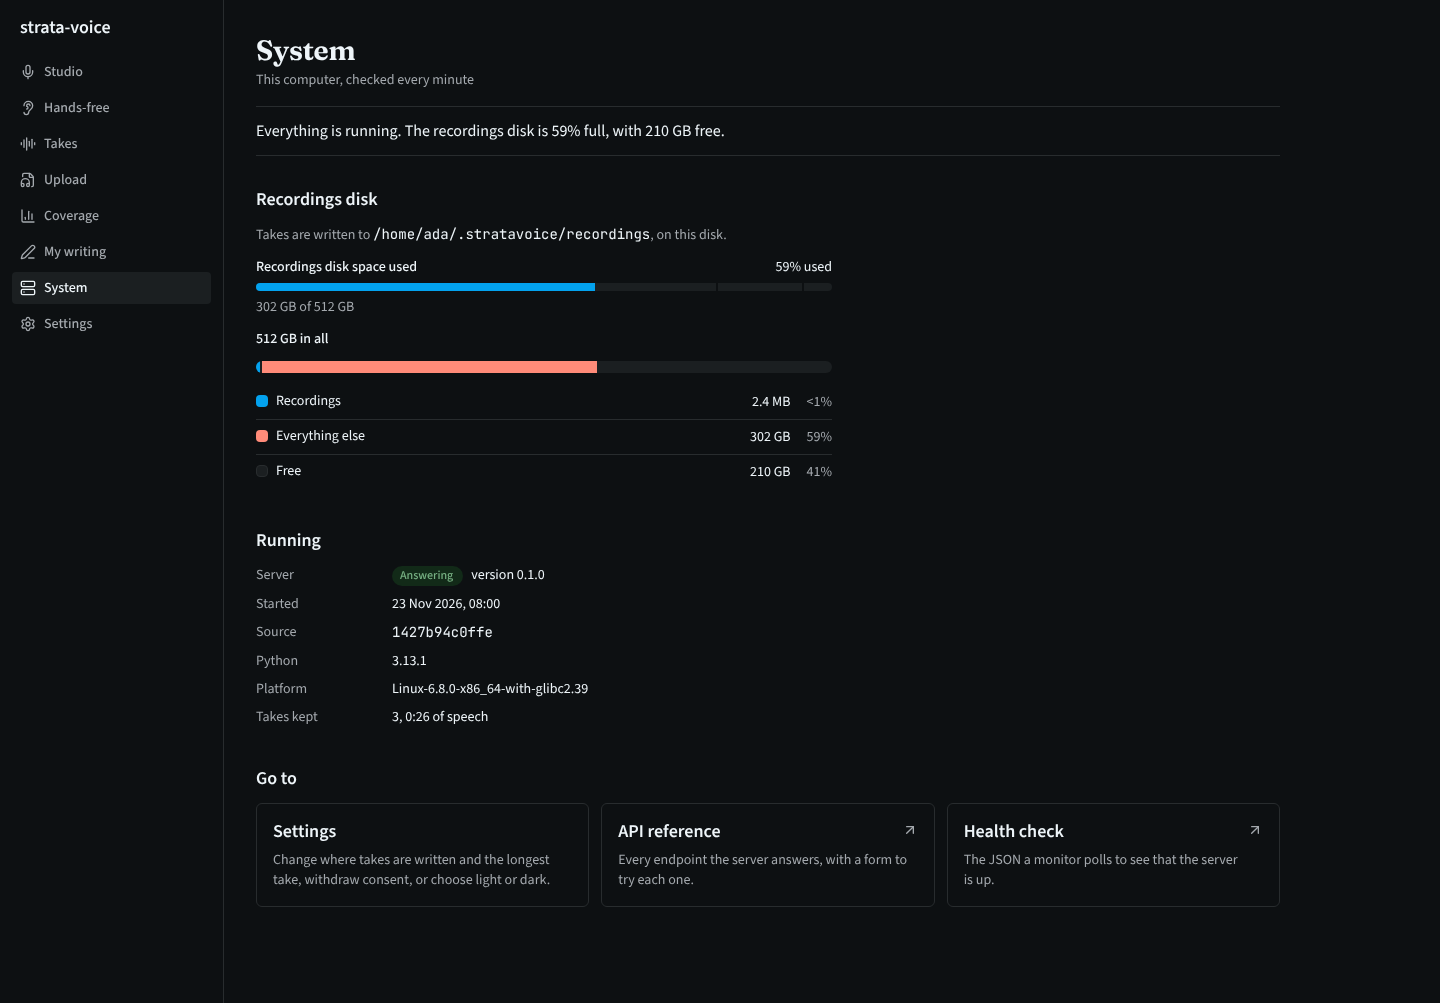 strata-voice
Studio
Hands-free
Takes
Upload
Coverage
My writing
System
Settings
System
This computer, checked every minute
Everything is running. The recordings disk is 59% full, with 210 GB free.
Recordings disk
Takes are written to /home/ada/.stratavoice/recordings, on this disk.
Recordings disk space used 59% used
302 GB of 512 GB
512 GB in all
Recordings 2.4 MB <1%
Everything else 302 GB 59%
Free 210 GB 41%
Running
Server Answering version 0.1.0
Started 23 Nov 2026, 08:00
Source 1427b94c0ffe
Python 3.13.1
Platform Linux-6.8.0-x86_64-with-glibc2.39
Takes kept 3, 0:26 of speech
Go to
Settings
Change where takes are written and the longest
take, withdraw consent, or choose light or dark.
API reference
Every endpoint the server answers, with a form to
try each one.
Health check
The JSON a monitor polls to see that the server
is up.